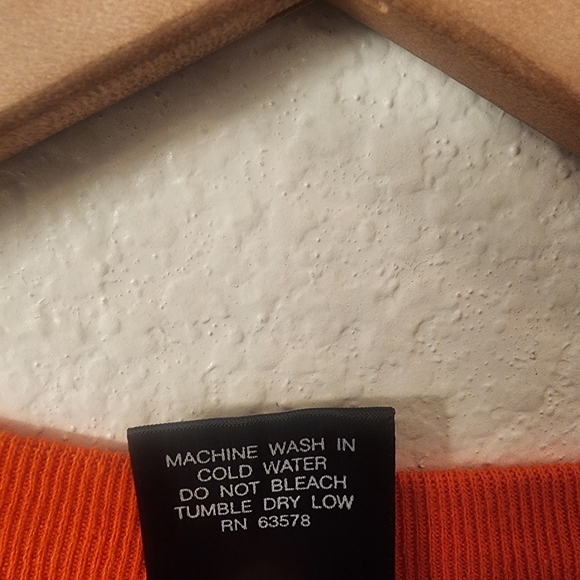 MACHINE WASH IN
COLD WATER
DO NOT BLEACH
TUMBLE DRY LOW
RN 63578